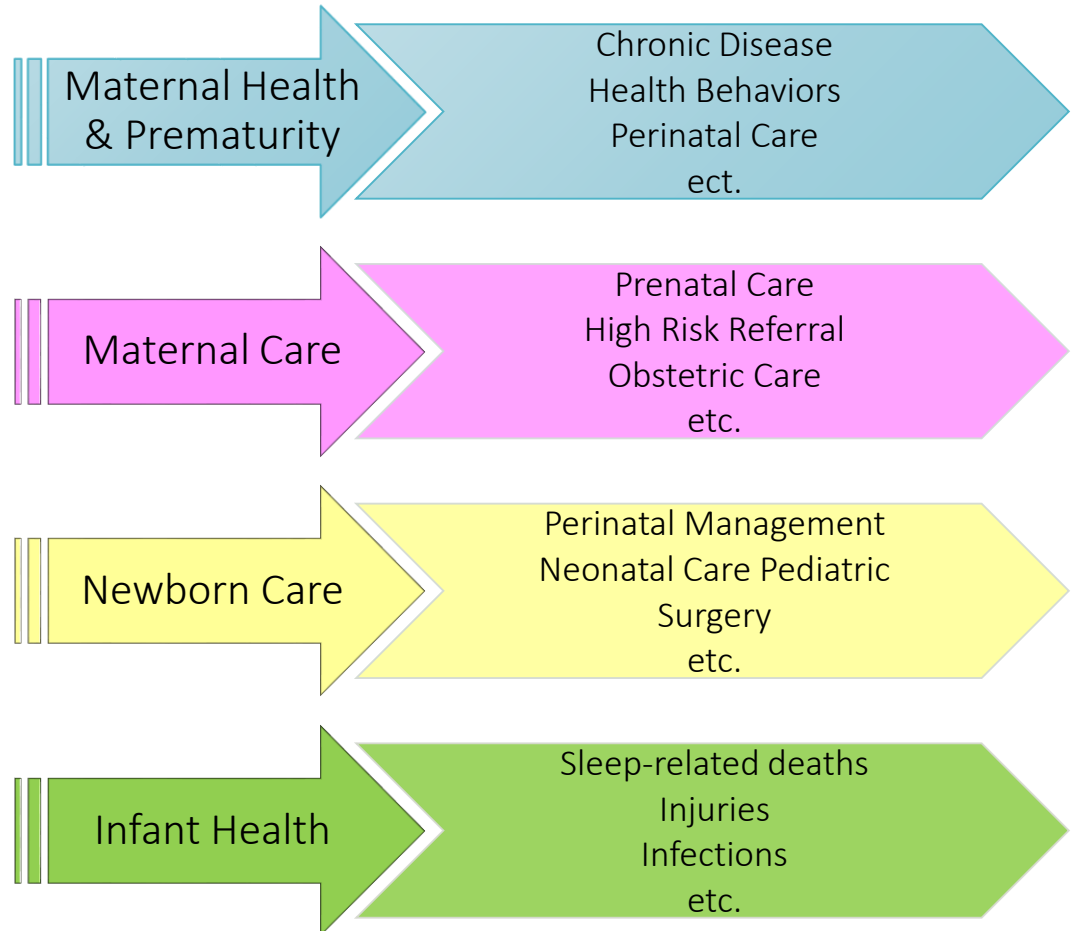 Maternal Health
& Prematurity
Chronic Disease
Health Behaviors
Perinatal Care
ect.
Maternal Care
Prenatal Care
High Risk Referral
Obstetric Care
etc.
Newborn Care
Perinatal Management
Neonatal Care Pediatric
Surgery
etc.
Infant Health
Sleep-related deaths
Injuries
Infections
etc.